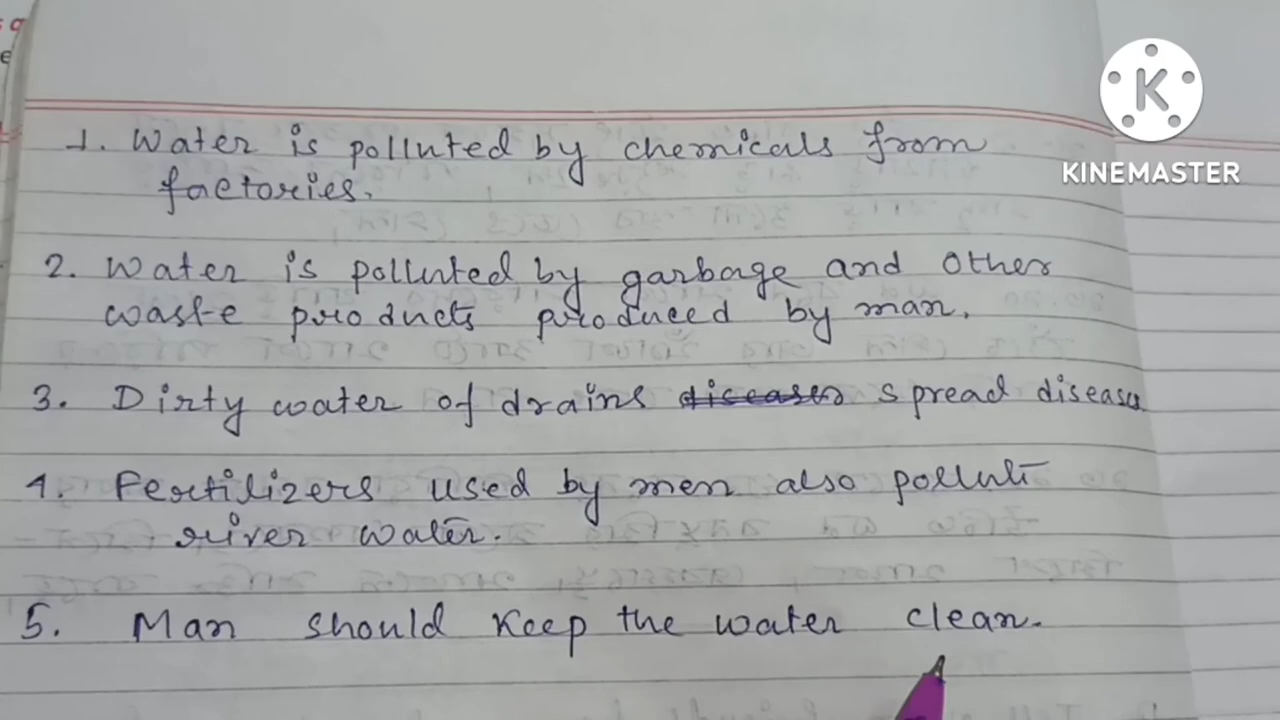 1. Water is polluted by chemicals from
factories.
2. Water is polluted by garbage and other
waste products produced by man.
3. Dirty water of drains diseases spread diseases
4. Fertilizers used by men also pollute
river water.
5. Man should keep the water clean.
K
KINEMASTER